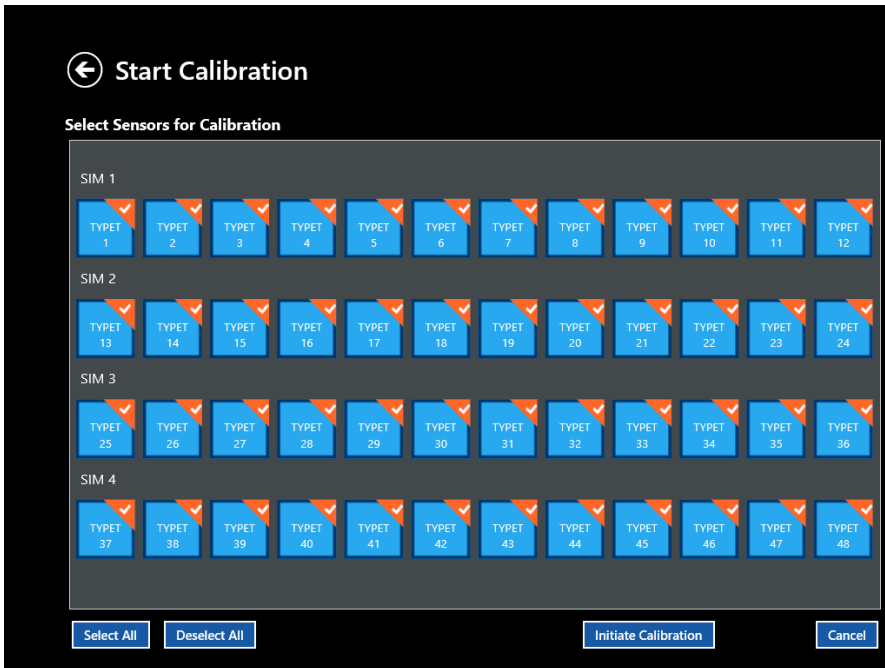 Start Calibration
Select Sensors for Calibration
SIM 1
TYPET TYPET TYPET TYPET TYPET TYPET TYPET TYPET TYPET TYPET TYPET TYPET
1 2 3 4 5 6 7 8 9 10 11 12
SIM 2
TYPET TYPET TYPET TYPET TYPET TYPET TYPET TYPET TYPET TYPET TYPET TYPET
13 14 15 16 17 18 19 20 21 22 23 24
SIM 3
TYPET TYPET TYPET TYPET TYPET TYPET TYPET TYPET TYPET TYPET TYPET TYPET
25 26 27 28 29 30 31 32 33 34 35 36
SIM 4
TYPET TYPET TYPET TYPET TYPET TYPET TYPET TYPET TYPET TYPET TYPET TYPET
37 38 39 40 41 42 43 44 45 46 47 48
Select All Deselect All Initiate Calibration Cancel